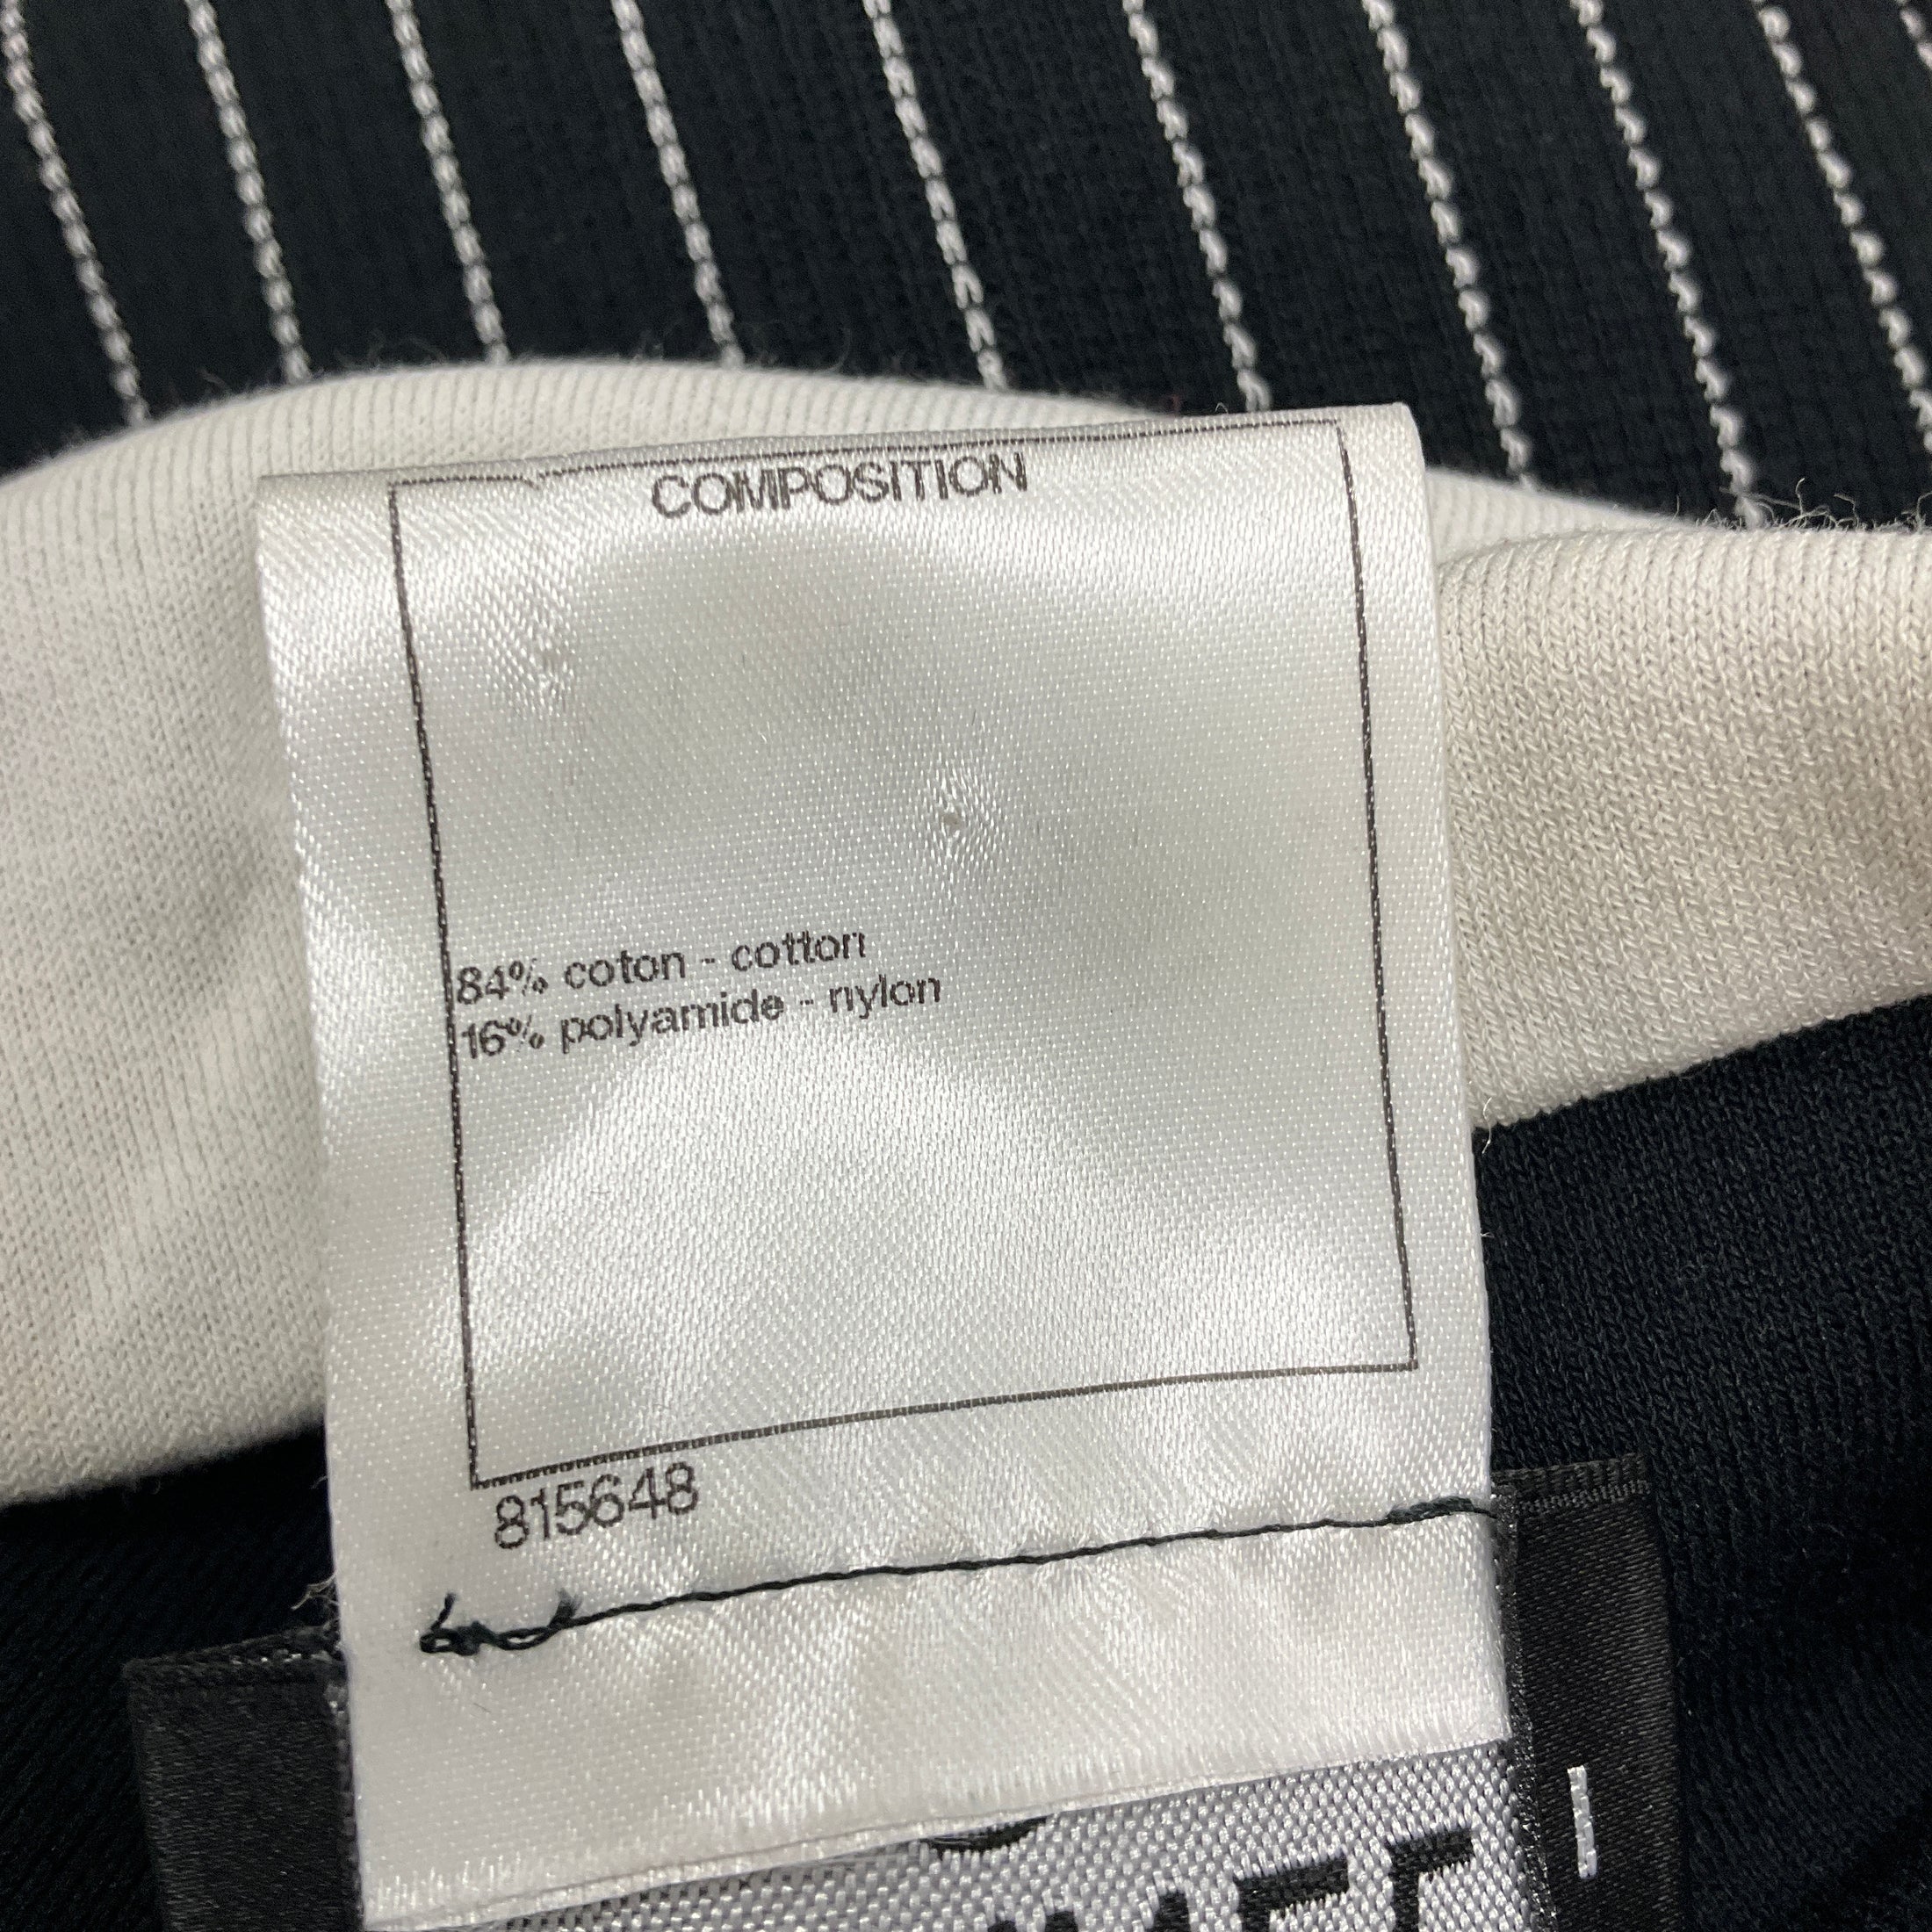 COMPOSITION
84% coton - cotton
16% polyamide - nylon
815648